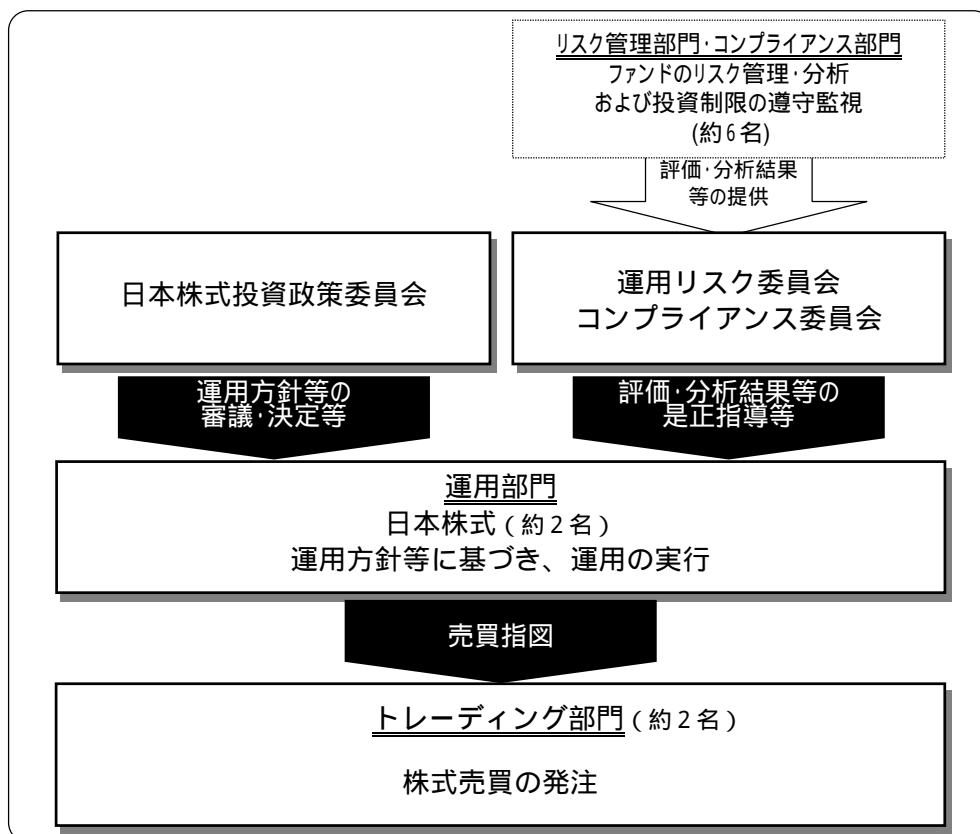 リスク管理部門・コンプライアンス部門
ファンドのリスク管理・分析
および投資制限の遵守監視
(約6名)
評価・分析結果
等の提供
日本株式投資政策委員会
運用リスク委員会
コンプライアンス委員会
運用方針等の
審議・決定等
評価・分析結果等の
是正指導等
運用部門
日本株式(約2名)
運用方針等に基づき、運用の実行
売買指図
トレーディング部門(約2名)
株式売買の発注